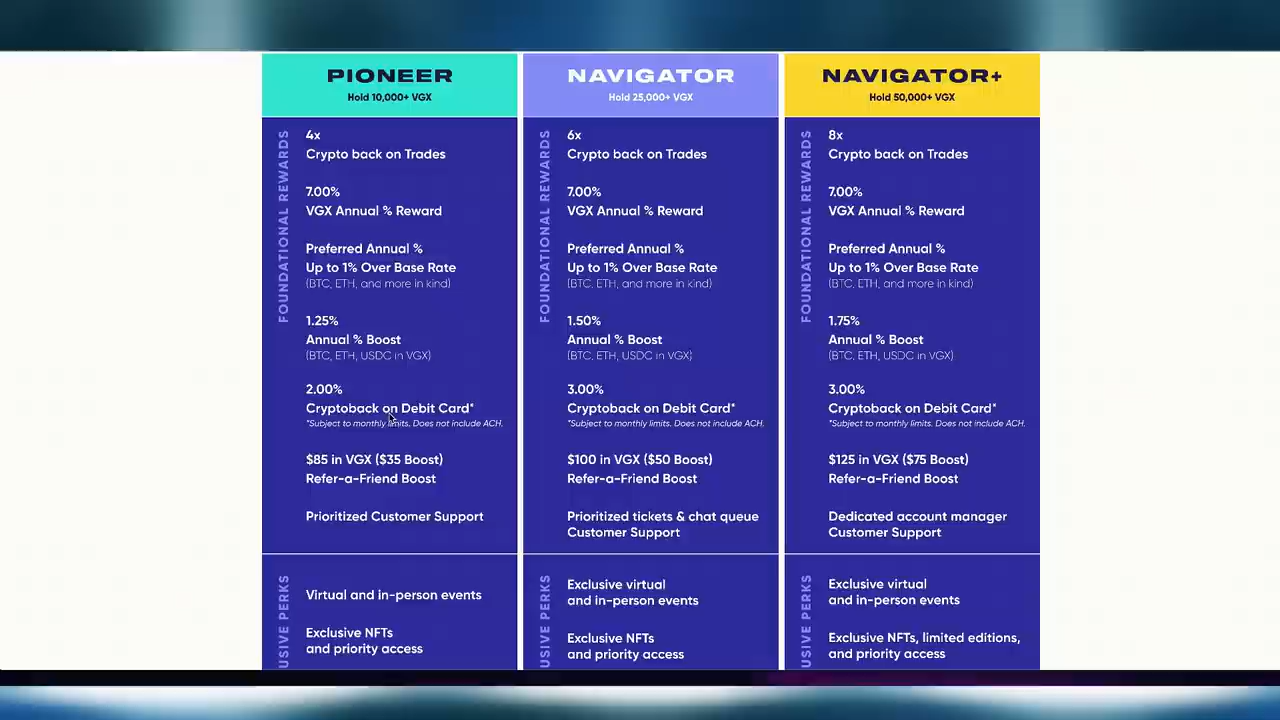 PIONEER
Hold 10,000+ VGX
FOUNDATIONAL REWARDS
4x
Crypto back on Trades
7.00%
VGX Annual % Reward
Preferred Annual %
Up to 1% Over Base Rate
(BTC, ETH, and more in kind)
1.25%
Annual % Boost
(BTC, ETH, USDC in VGX)
2.00%
Cryptoback on Debit Card*
*Subject to monthly limits. Does not include ACH.
$85 in VGX ($35 Boost)
Refer-a-Friend Boost
Prioritized Customer Support
USIVE PERKS
Virtual and in-person events
Exclusive NFTs
and priority access
NAVIGATOR
Hold 25,000+ VGX
FOUNDATIONAL REWARDS
6x
Crypto back on Trades
7.00%
VGX Annual % Reward
Preferred Annual %
Up to 1% Over Base Rate
(BTC, ETH, and more in kind)
1.50%
Annual % Boost
(BTC, ETH, USDC in VGX)
3.00%
Cryptoback on Debit Card*
*Subject to monthly limits. Does not include ACH.
$100 in VGX ($50 Boost)
Refer-a-Friend Boost
Prioritized tickets & chat queue
Customer Support
USIVE PERKS
Exclusive virtual
and in-person events
Exclusive NFTs
and priority access
NAVIGATOR+
Hold 50,000+ VGX
FOUNDATIONAL REWARDS
8x
Crypto back on Trades
7.00%
VGX Annual % Reward
Preferred Annual %
Up to 1% Over Base Rate
(BTC, ETH, and more in kind)
1.75%
Annual % Boost
(BTC, ETH, USDC in VGX)
3.00%
Cryptoback on Debit Card*
*Subject to monthly limits. Does not include ACH.
$125 in VGX ($75 Boost)
Refer-a-Friend Boost
Dedicated account manager
Customer Support
USIVE PERKS
Exclusive virtual
and in-person events
Exclusive NFTs, limited editions,
and priority access